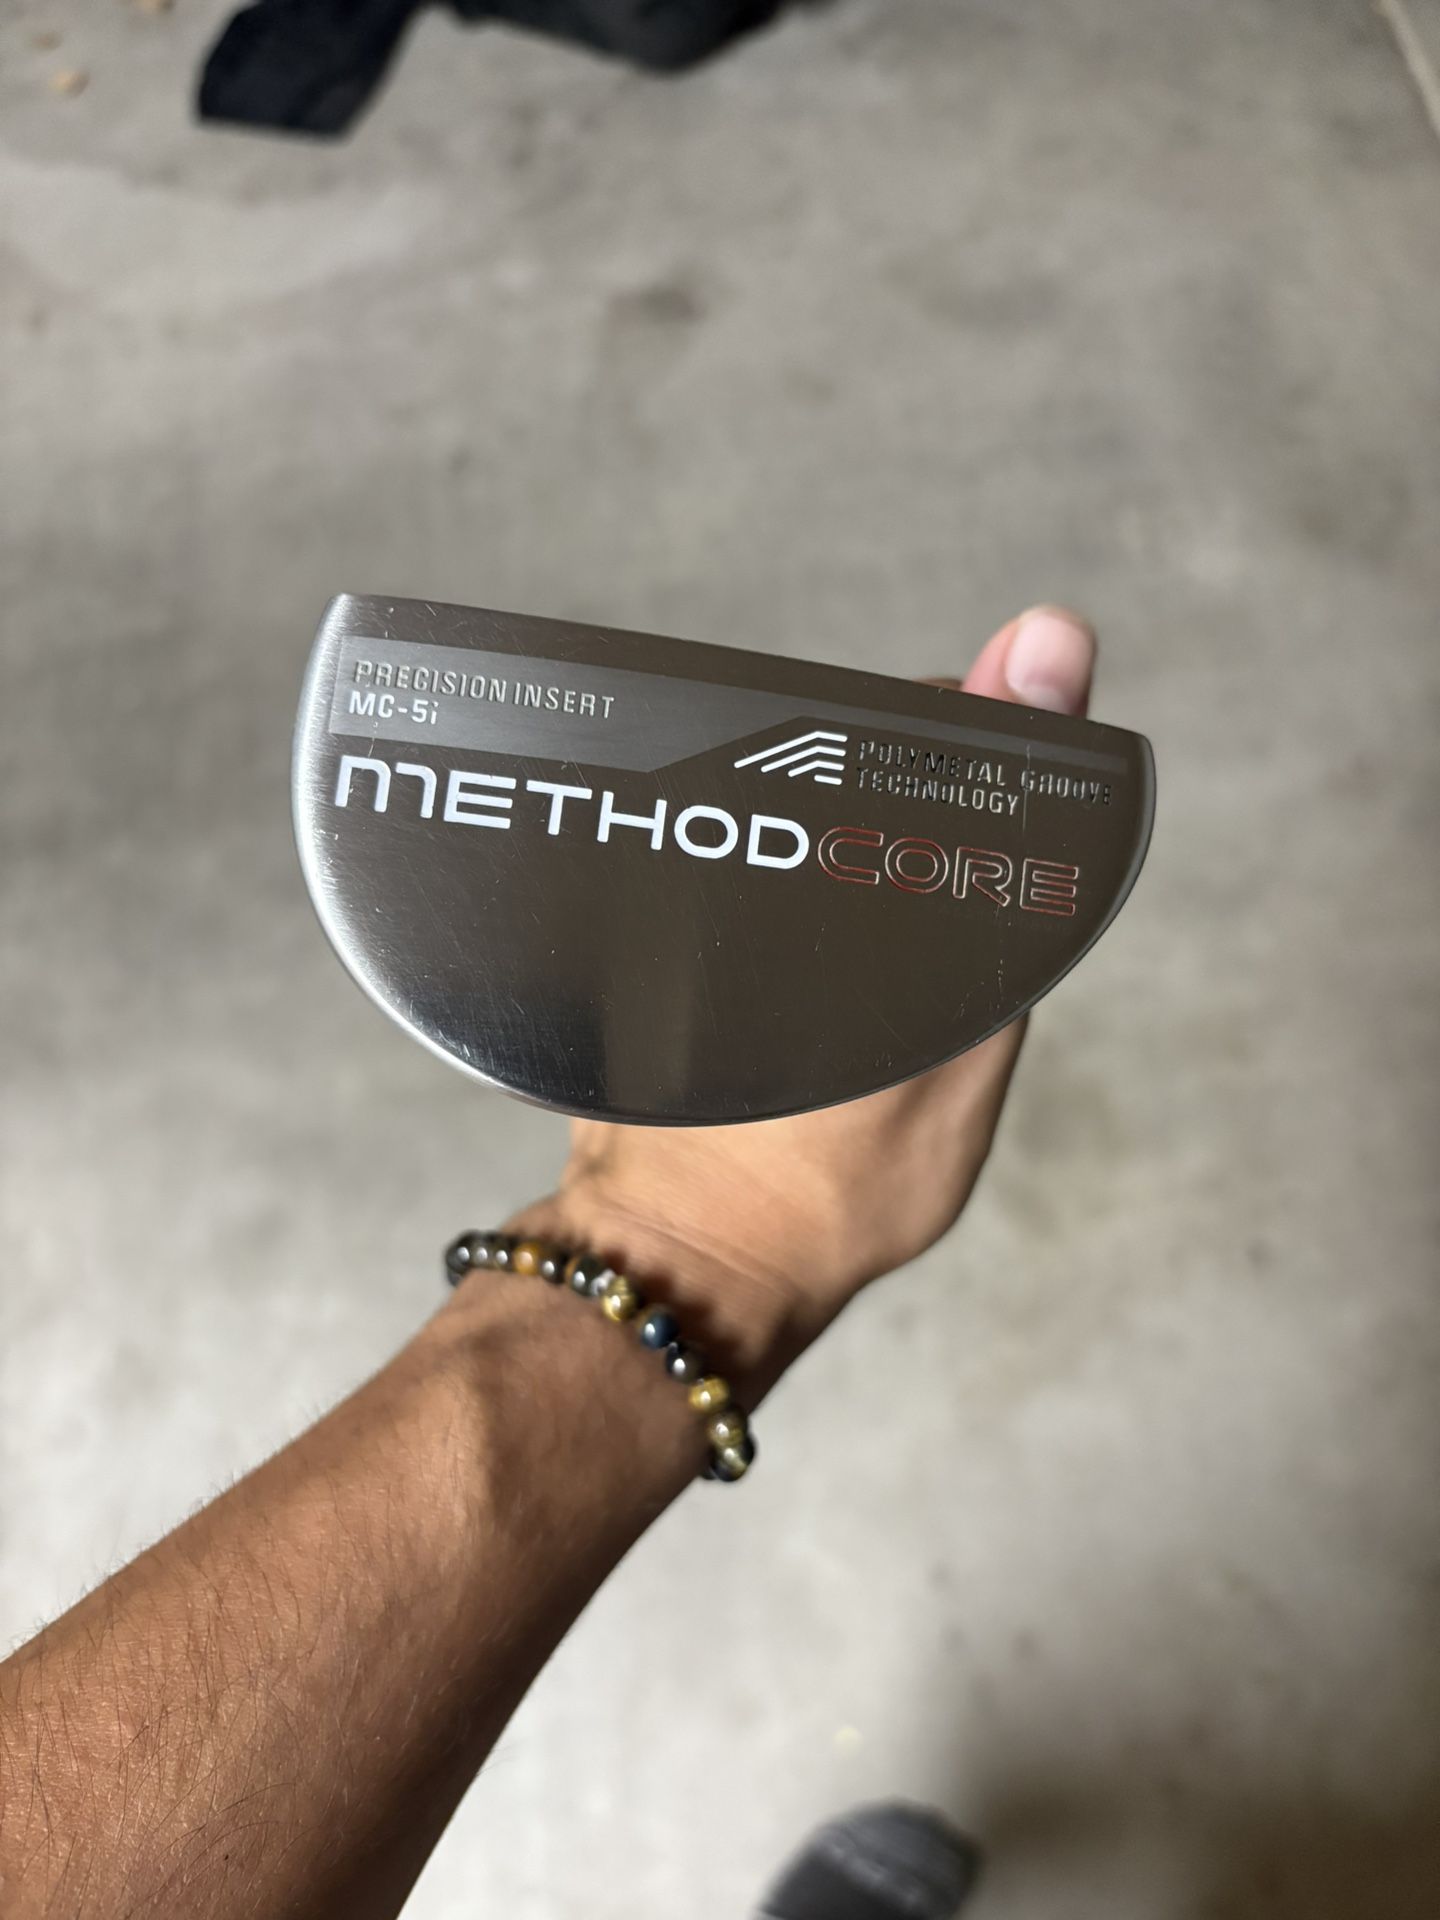 PRECISION INSERT
MC-5i
POLYMETAL GROOVE
TECHNOLOGY
METHODCORE